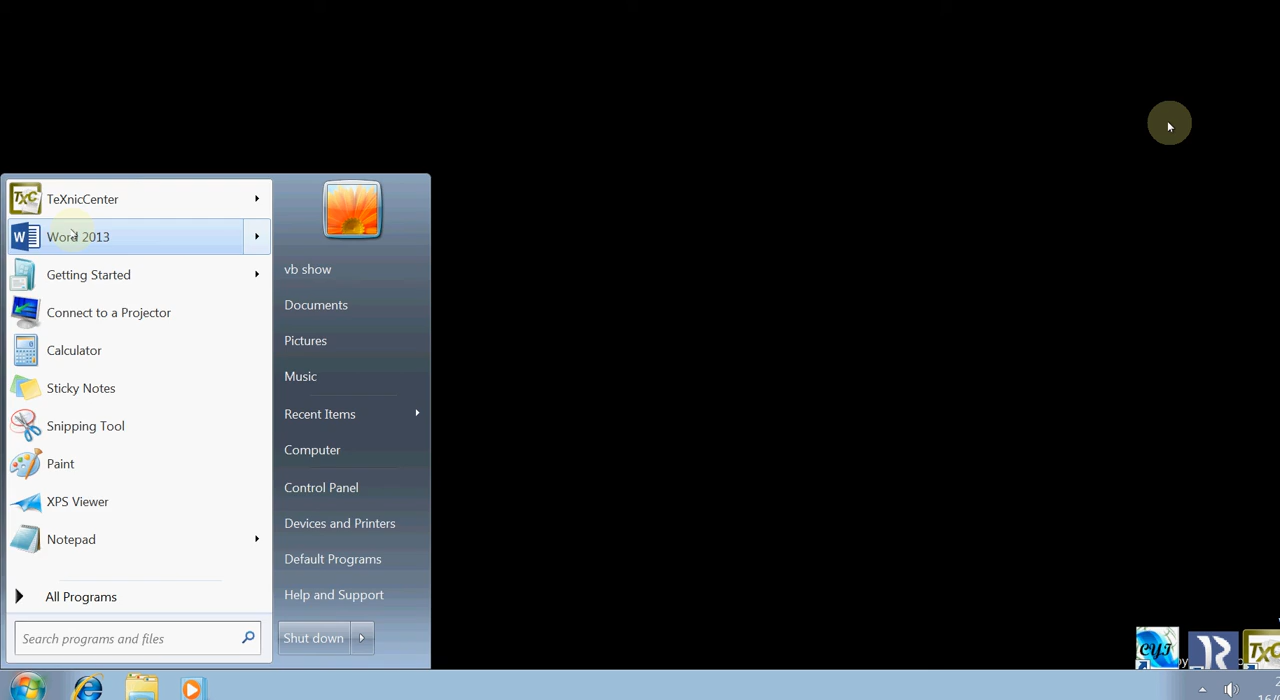 TeXnicCenter
Word 2013
Getting Started
Connect to a Projector
Calculator
Sticky Notes
Snipping Tool
Paint
XPS Viewer
Notepad
All Programs
Search programs and files
vb show
Documents
Pictures
Music
Recent Items
Computer
Control Panel
Devices and Printers
Default Programs
Help and Support
Shut down